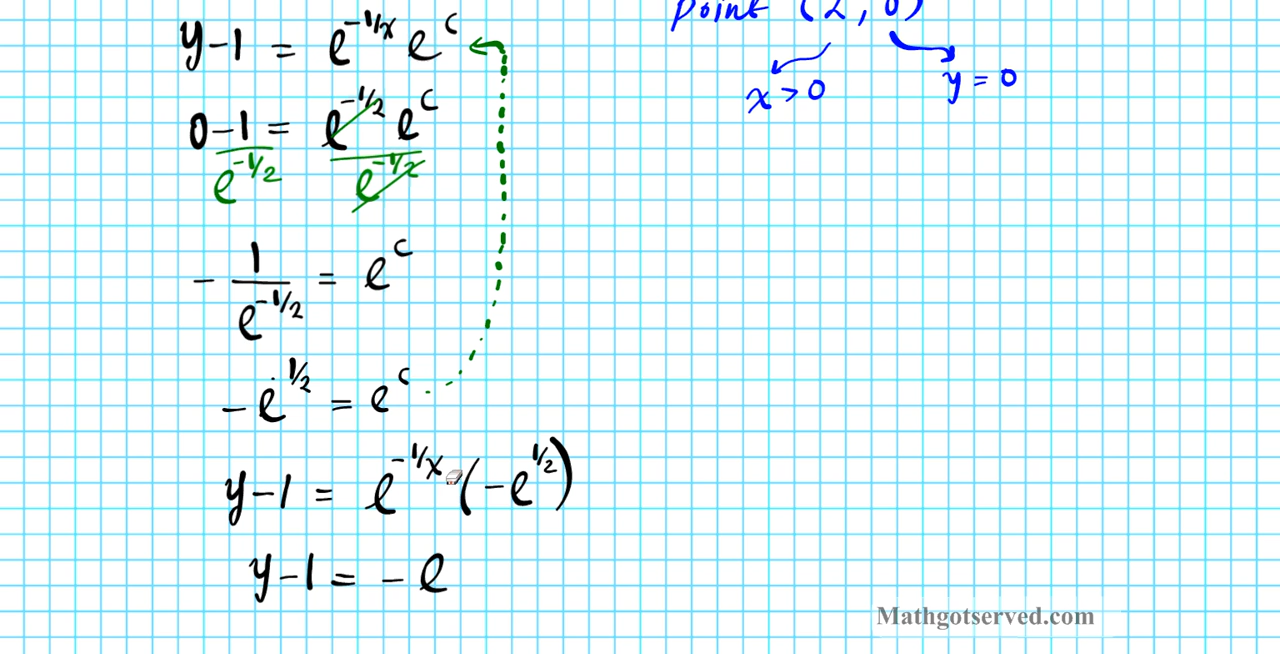 y-1 = e^{-1/x} e^c
point (2, 0)
x > 0
y = 0
0-1 = e^{-1/2} e^c
e^{-1/2} e^{-1/x}
- 1/e^{-1/2} = e^c
-e^{1/2} = e^c
y-1 = e^{-1/x} (-e^{1/2})
y-1 = -e
Mathgotserved.com